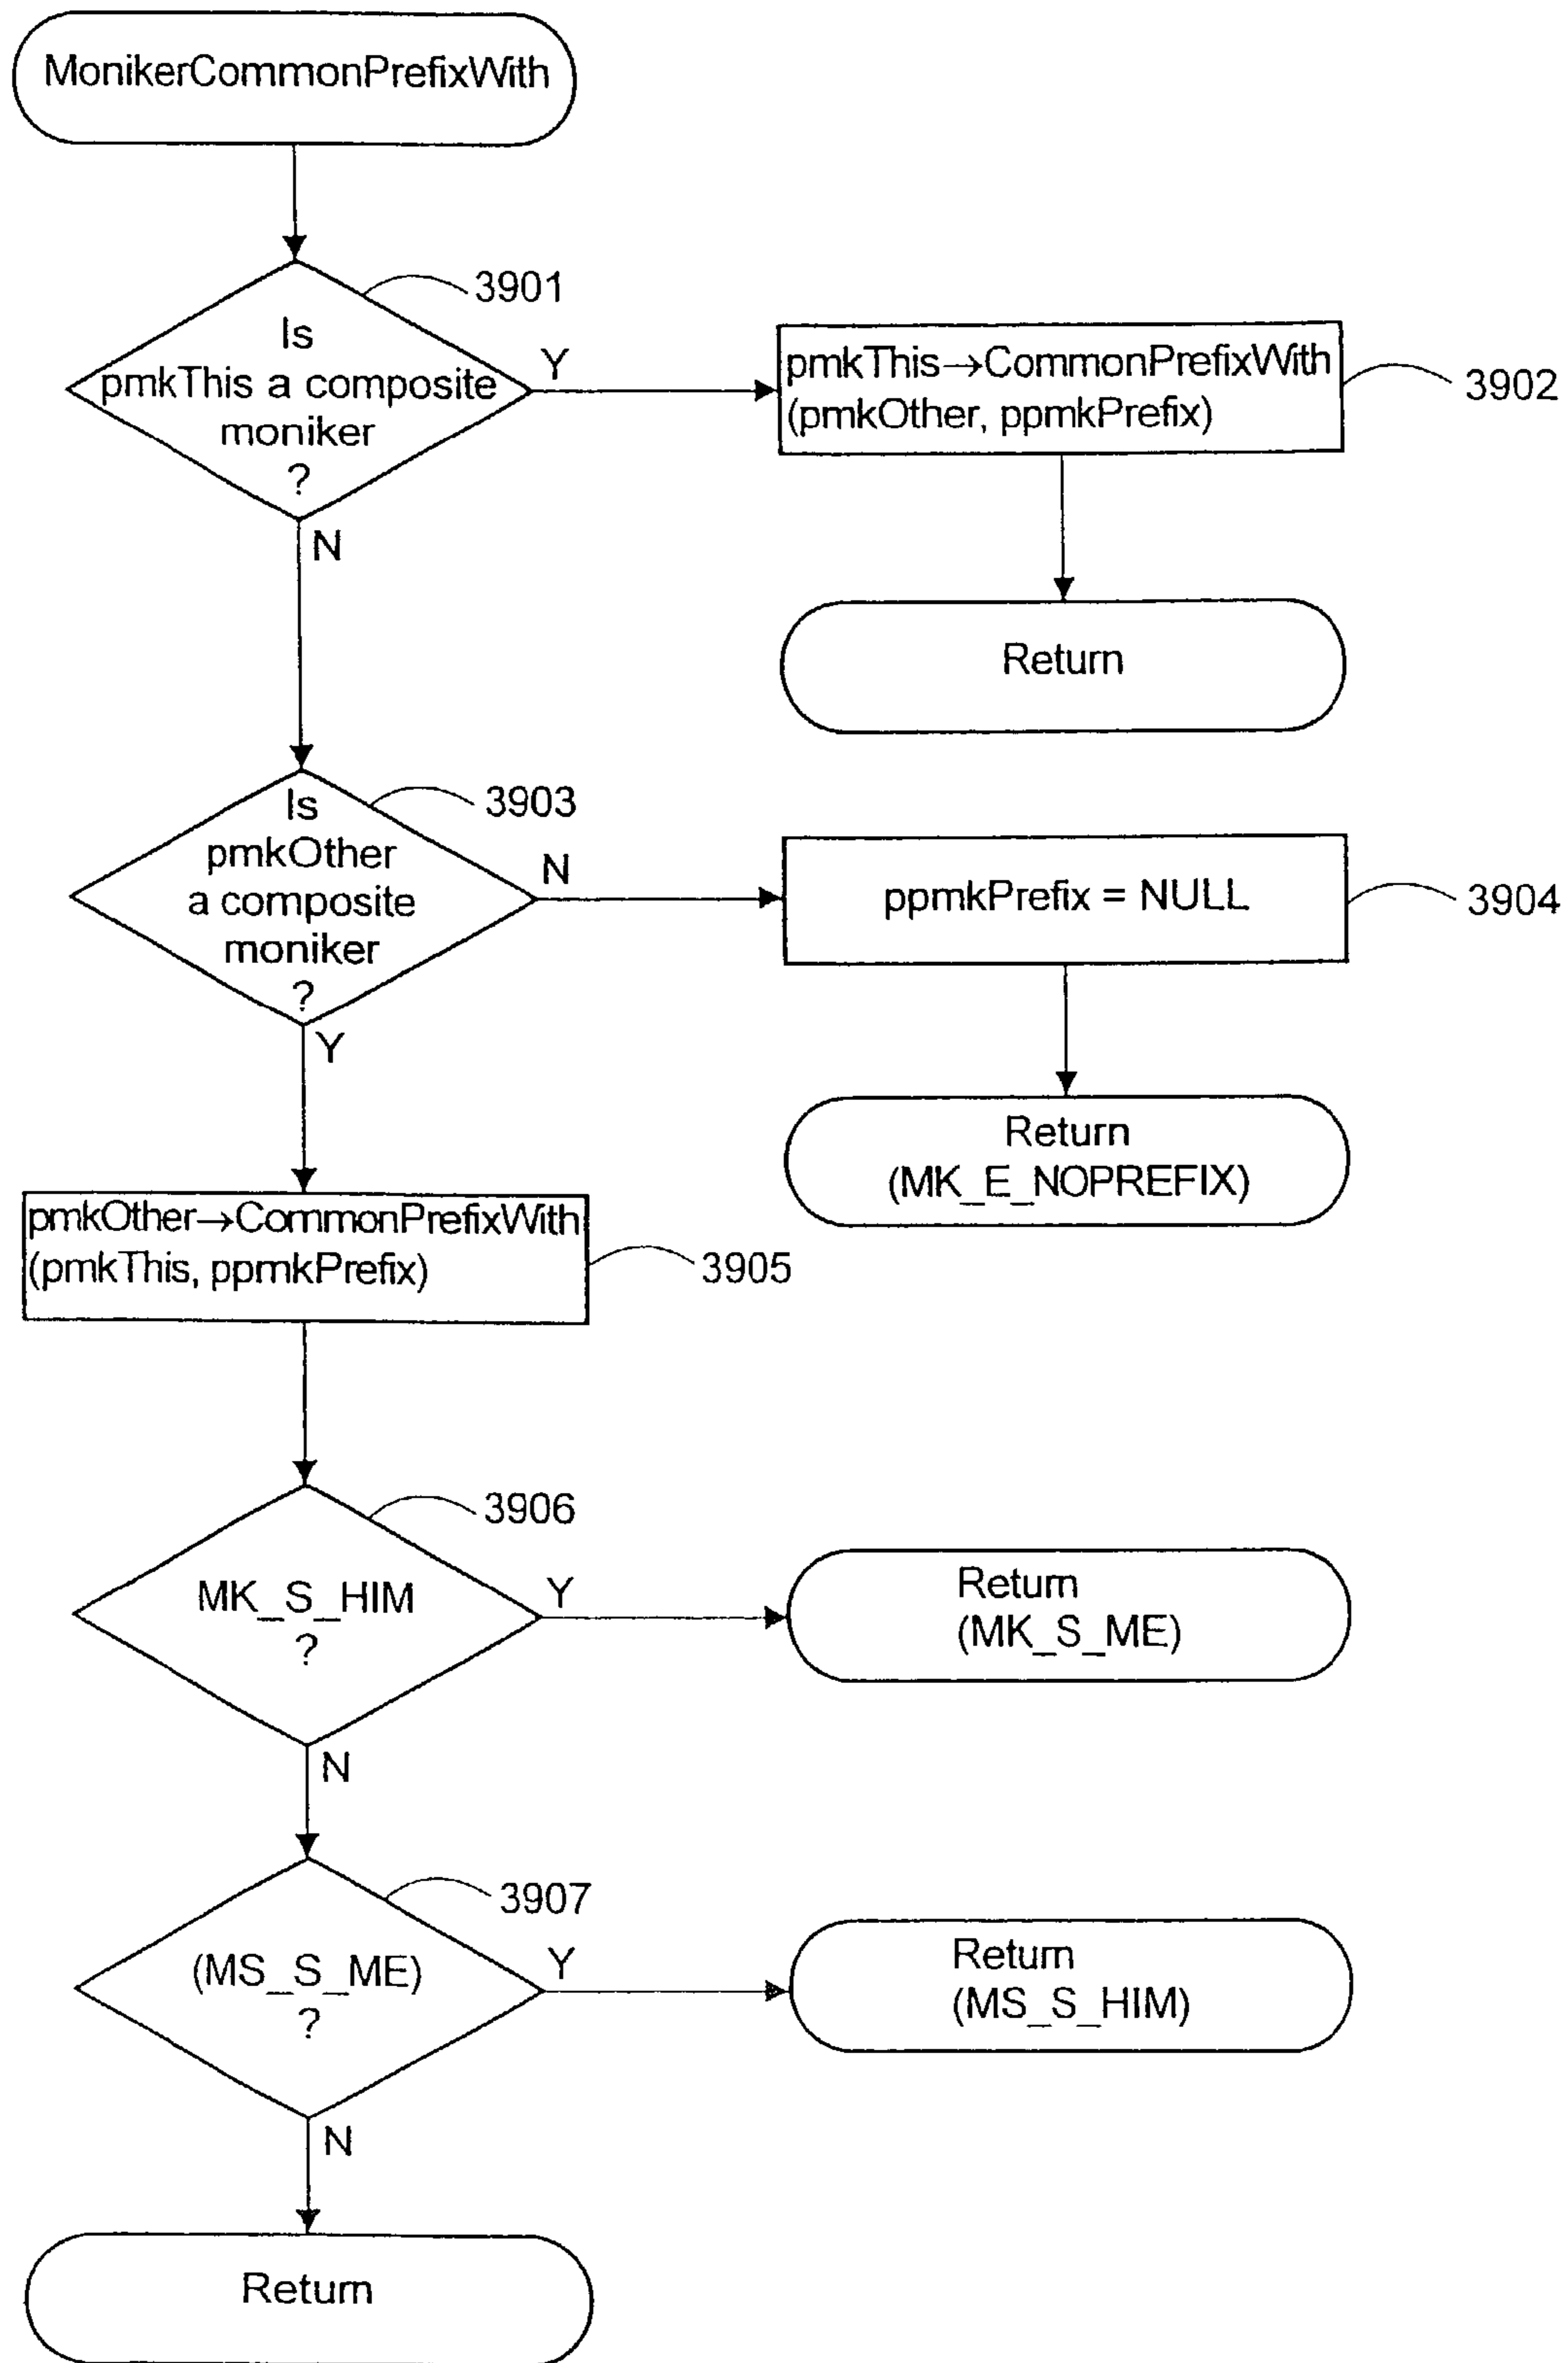 MonikerCommonPrefixWith
3901
Is
pmkThis a composite
moniker
?
Y
N
pmkThis→CommonPrefixWith
(pmkOther, ppmkPrefix)
3902
Return
3903
Is
pmkOther
a composite
moniker
?
N
Y
ppmkPrefix = NULL
3904
Return
(MK_E_NOPREFIX)
pmkOther→CommonPrefixWith
(pmkThis, ppmkPrefix)
3905
3906
MK_S_HIM
?
Y
N
Return
(MK_S_ME)
3907
(MS_S_ME)
?
Y
N
Return
(MS_S_HIM)
Return